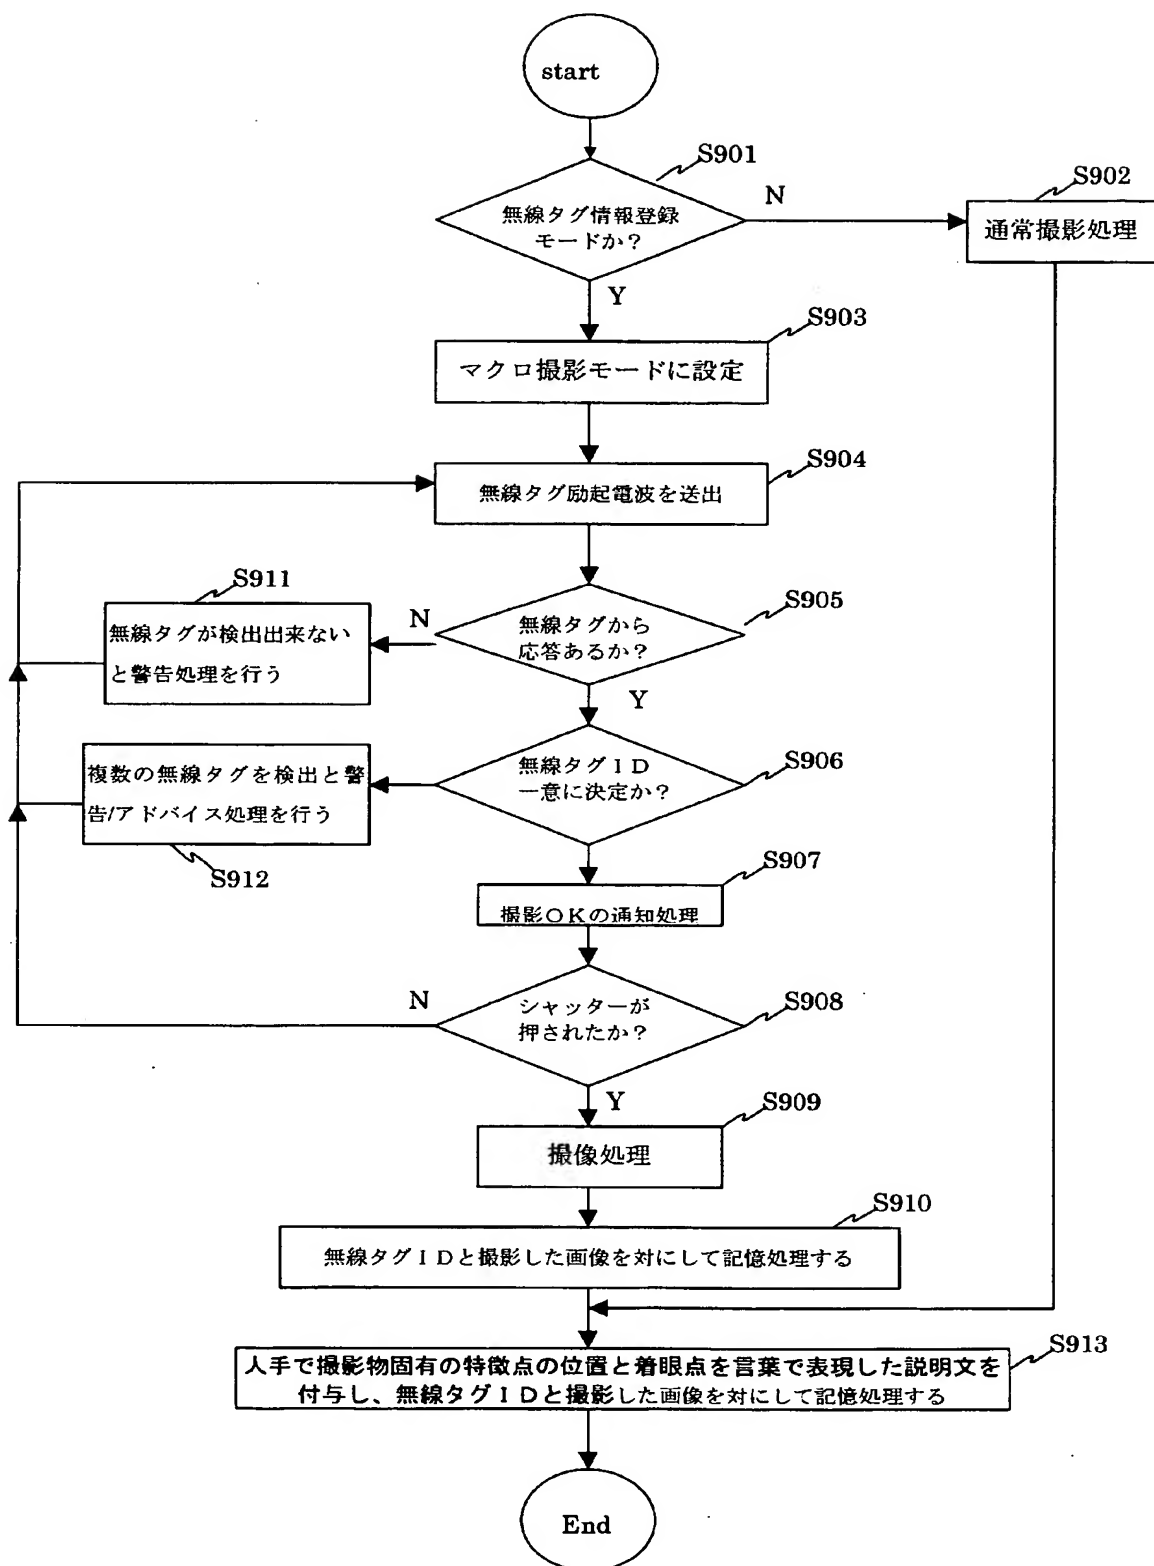 start
S901
無線タグ情報登録
モードか？
N
S902
通常撮影処理
Y
S903
マクロ撮影モードに設定
S904
無線タグ励起電波を送出
S911
無線タグが検出出来ない
と警告処理を行う
N
S905
無線タグから
応答あるか？
Y
複数の無線タグを検出と警
告/アドバイス処理を行う
S912
S906
無線タグＩＤ
一意に決定か？
S907
撮影ＯＫの通知処理
N
S908
シャッターが
押されたか？
Y
S909
撮像処理
S910
無線タグＩＤと撮影した画像を対にして記憶処理する
S913
人手で撮影物固有の特徴点の位置と着眼点を言葉で表現した説明文を
付与し、無線タグＩＤと撮影した画像を対にして記憶処理する
End